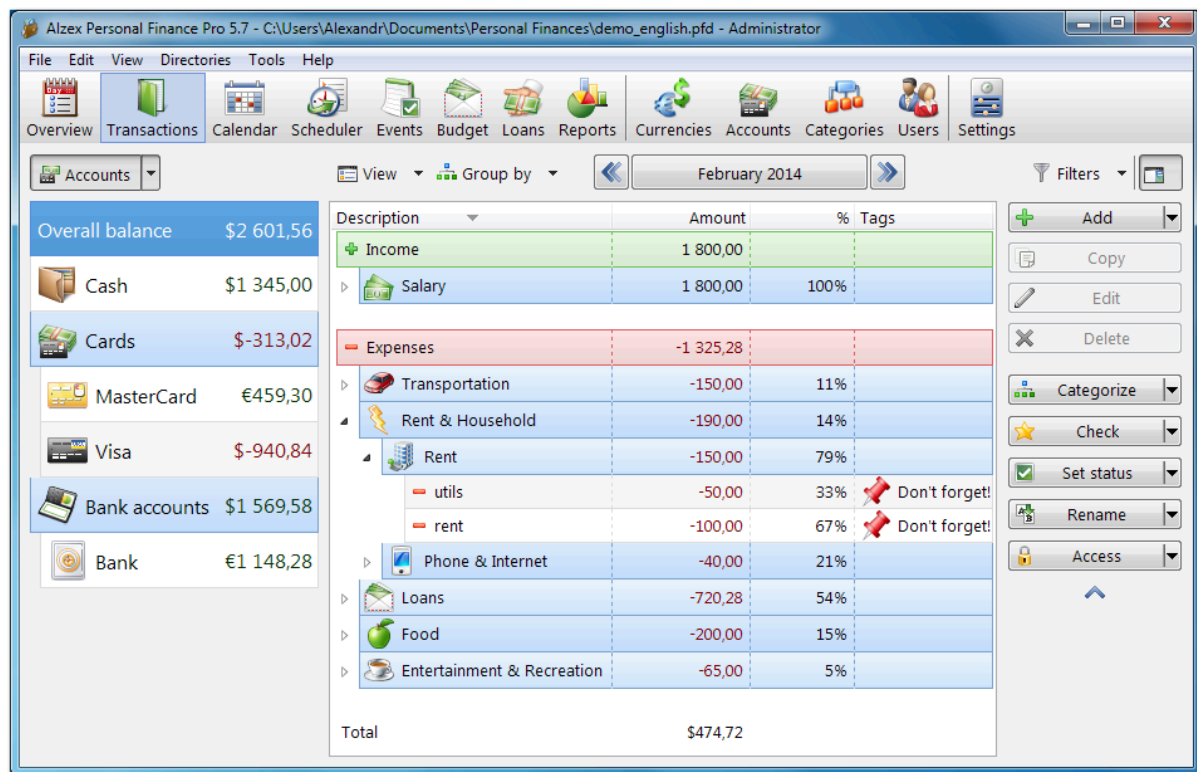 Alzex Personal Finance Pro 5.7 - C:\Users\Alexandr\Documents\Personal Finances\demo_english.pfd - Administrator
File Edit View Directories Tools Help
Overview Transactions Calendar Scheduler Events Budget Loans Reports Currencies Accounts Categories Users Settings
Accounts View Group by February 2014 Filters
Overall balance $2 601,56
Cash $1 345,00
Cards $-313,02
MasterCard €459,30
Visa $-940,84
Bank accounts $1 569,58
Bank €1 148,28
Description Amount % Tags
Income 1 800,00
Salary 1 800,00 100%
Expenses -1 325,28
Transportation -150,00 11%
Rent & Household -190,00 14%
Rent -150,00 79%
utils -50,00 33% Don't forget!
rent -100,00 67% Don't forget!
Phone & Internet -40,00 21%
Loans -720,28 54%
Food -200,00 15%
Entertainment & Recreation -65,00 5%
Total $474,72
Add
Copy
Edit
Delete
Categorize
Check
Set status
Rename
Access